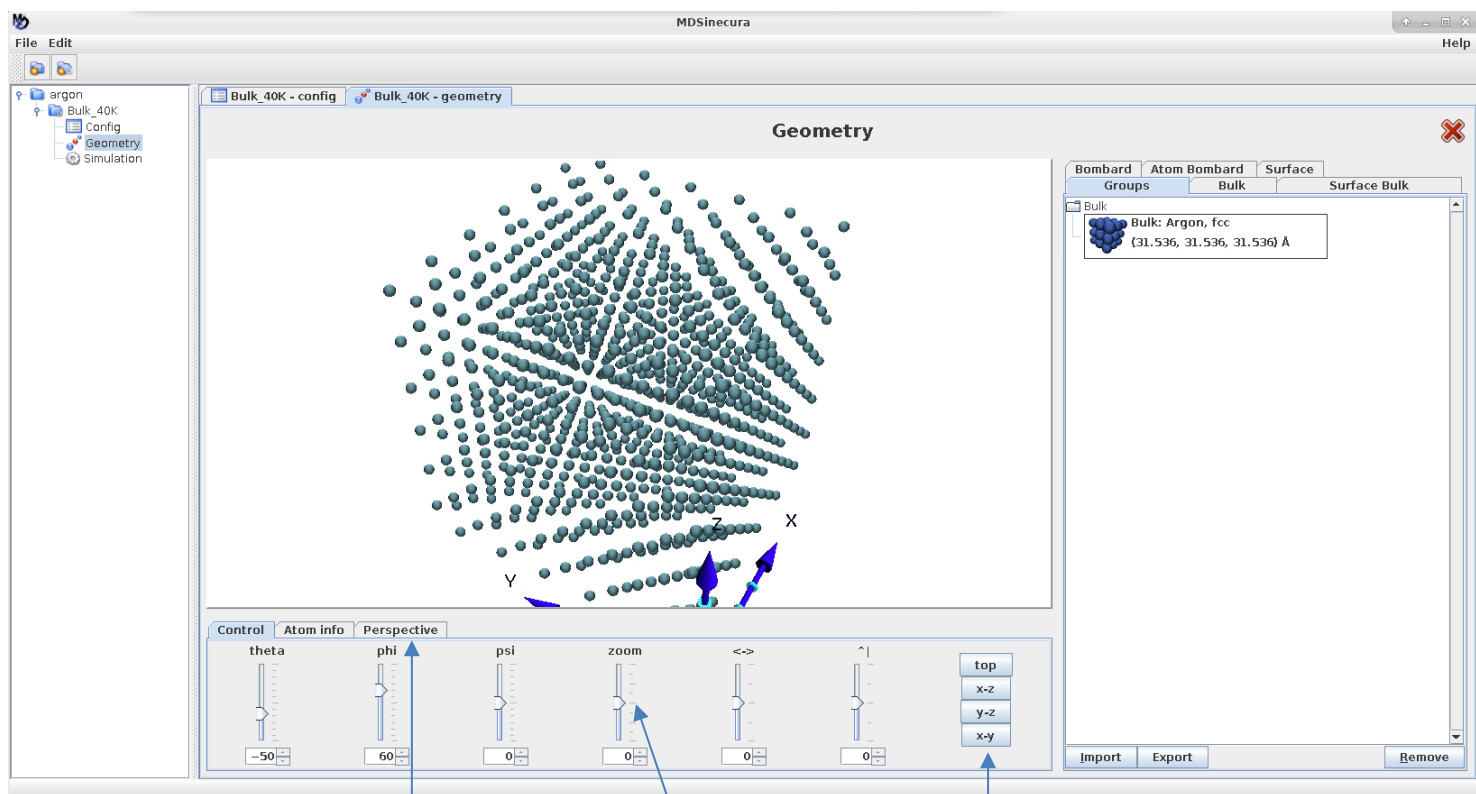 MDSinecura
File Edit Help
argon
Bulk_40K
Config
Geometry
Simulation
Bulk_40K - config Bulk_40K - geometry
Geometry
Z X
Y
Control Atom info Perspective
theta phi psi zoom <-> ^|
−50 60 0 0 0 0
top
x-z
y-z
x-y
Bombard Atom Bombard Surface
Groups Bulk Surface Bulk
Bulk
Bulk: Argon, fcc
(31.536, 31.536, 31.536) Å
Import Export Remove